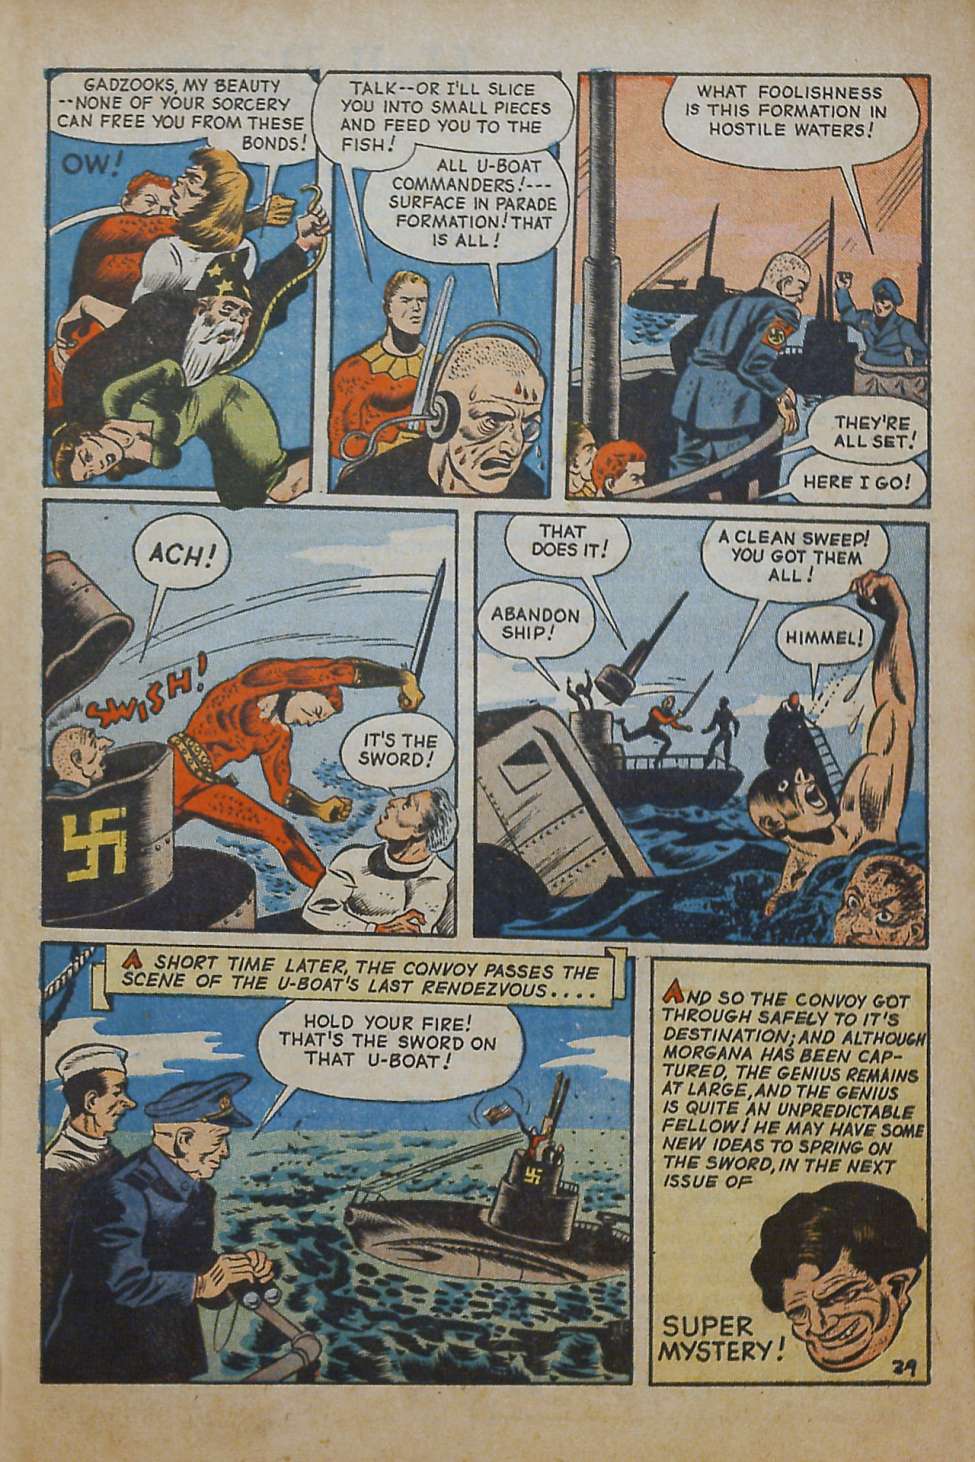 GADZOOKS, MY BEAUTY
--NONE OF YOUR SORCERY
CAN FREE YOU FROM THESE
BONDS!
OW!
TALK--OR I'LL SLICE
YOU INTO SMALL PIECES
AND FEED YOU TO THE
FISH!
ALL U-BOAT
COMMANDERS!---
SURFACE IN PARADE
FORMATION! THAT
IS ALL!
WHAT FOOLISHNESS
IS THIS FORMATION IN
HOSTILE WATERS!
THEY'RE
ALL SET!
HERE I GO!
ACH!
SWISH!
IT'S THE
SWORD!
THAT
DOES IT!
ABANDON
SHIP!
A CLEAN SWEEP!
YOU GOT THEM
ALL!
HIMMEL!
A SHORT TIME LATER, THE CONVOY PASSES THE
SCENE OF THE U-BOAT'S LAST RENDEZVOUS....
HOLD YOUR FIRE!
THAT'S THE SWORD ON
THAT U-BOAT!
AND SO THE CONVOY GOT
THROUGH SAFELY TO IT'S
DESTINATION; AND ALTHOUGH
MORGANA HAS BEEN CAP-
TURED, THE GENIUS REMAINS
AT LARGE, AND THE GENIUS
IS QUITE AN UNPREDICTABLE
FELLOW! HE MAY HAVE SOME
NEW IDEAS TO SPRING ON
THE SWORD, IN THE NEXT
ISSUE OF
SUPER
MYSTERY!
29